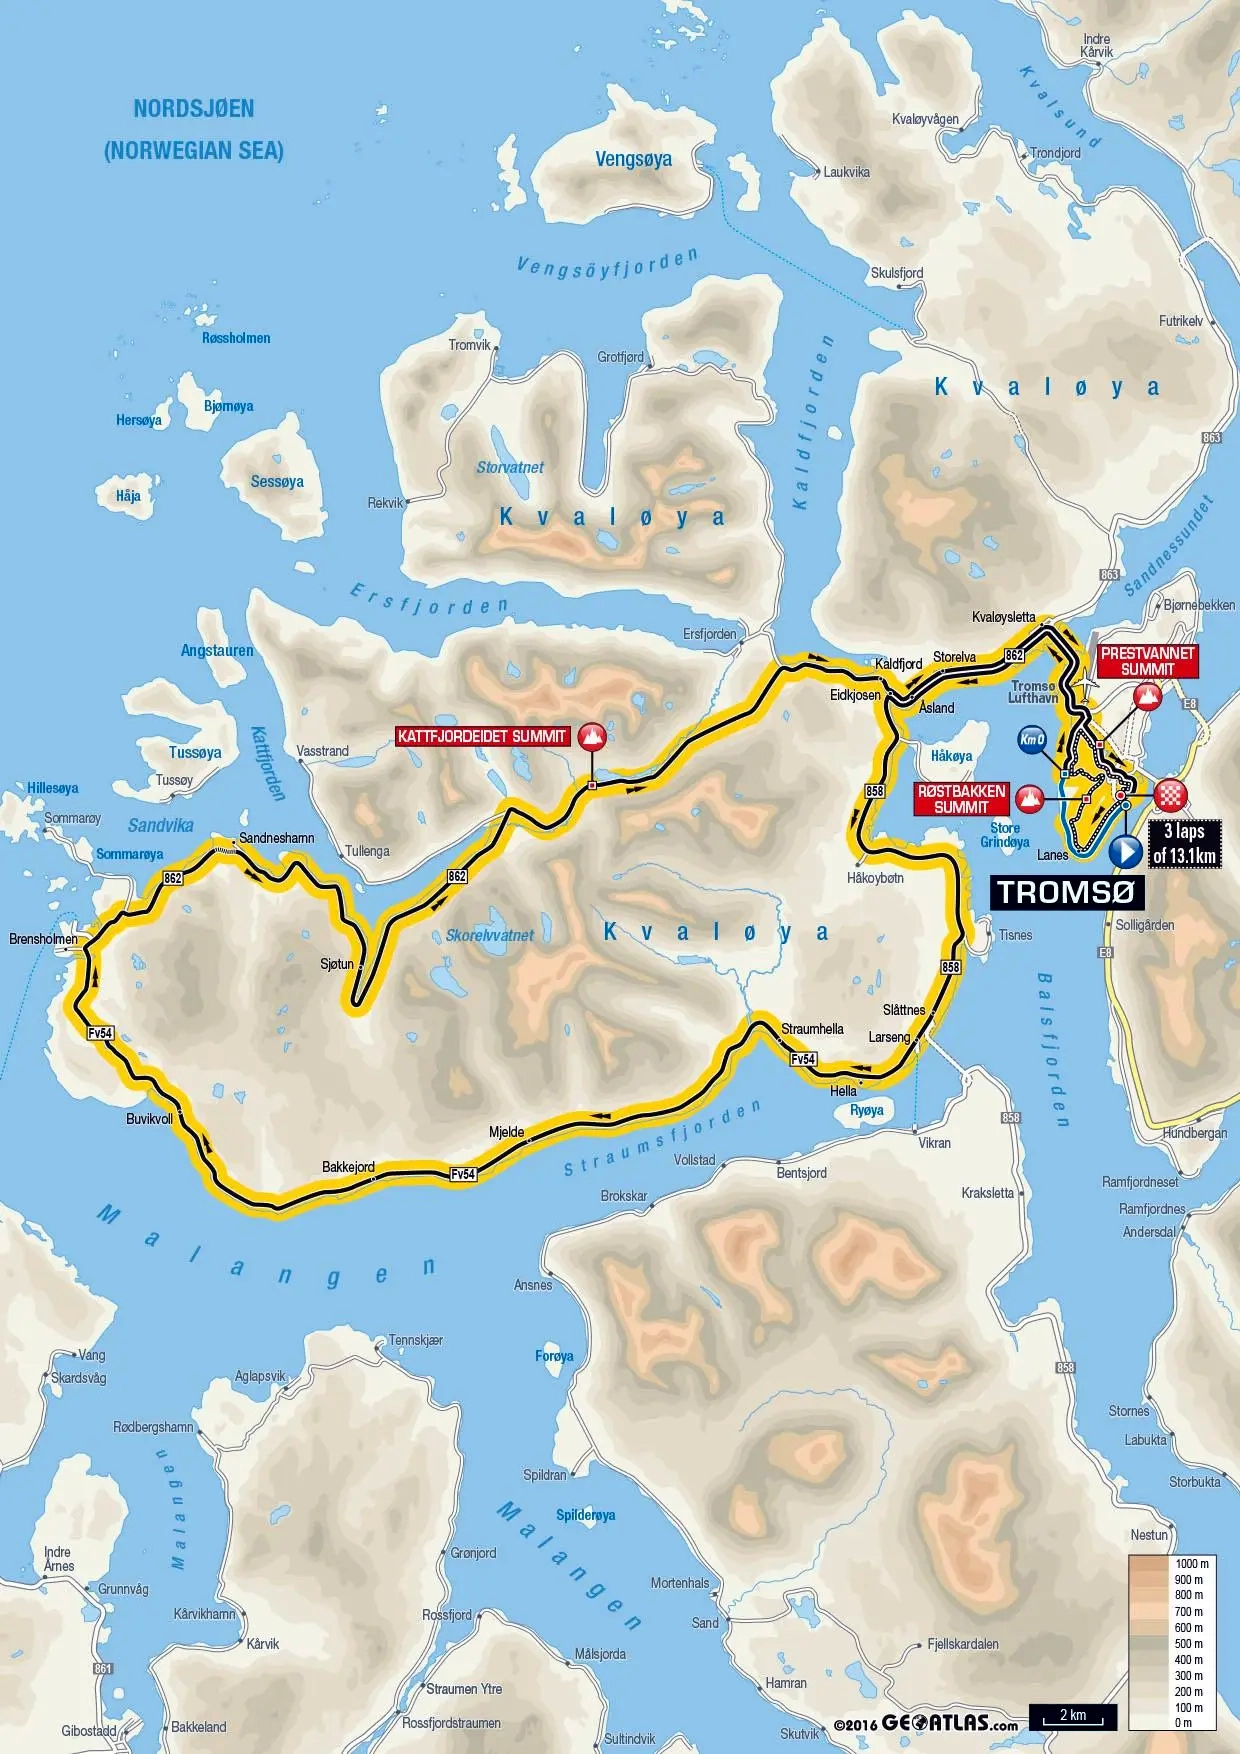 Indre
Kårvik
Kvalsund
NORDSJØEN
(NORWEGIAN SEA)
Kvaløyvågen
Trondjord
Vengsøya
Laukvika
Vengsöyfjorden
Skulsfjord
Futrikelv
Røssholmen
Tromvik
Grotfjørd
Kaldfjorden
Kvaløya
Bjørnøya
Hersøya
863
Storvatnet
Sessøya
Håja
Rekvik
Kvaløya
Sandnessundet
863
Ersfjorden
Bjørnebekken
Kvaløysletta
Ersfjorden
Angstauren
862
PRESTVANNET
SUMMIT
Storelva
Kaldfjord
Eidkjosen
Åsland
Tromsø
Lufthavn
E8
Kattfjorden
KATTFJORDEIDET SUMMIT
Km 0
Tussøya
Vasstrand
Håkøya
Tussøy
Hillesøya
858
RØSTBAKKEN
SUMMIT
Sommarøy
Sandvika
Sandneshamn
Store
Grindøya
3 laps
of 13.1km
Sommarøya
Tullenga
Lanes
862
862
Håkoybøtn
TROMSØ
Brensholmen
Skorelvvatnet
Kvaløya
Tisnes
Solligården
E8
Sjøtun
858
Balsfjorden
Slåttnes
Fv54
Straumhella
Larseng
Fv54
Hella
Ryøya
Buvikvoll
Straumsfjorden
858
Mjelde
Vikran
Hundbergan
Bakkejord
Fv54
Vollstad
Bentsjord
Ramfjordneset
Brokskar
Kraksletta
Malangen
Ramfjordnes
Andersdal
Ansnes
Tennskjær
Forøya
Vang
Skardsvåg
Aglapsvik
858
Rødbergshamn
Stornes
Labukta
Malangen
Spildran
Storbukta
Malangen
Spilderøya
Nestun
Indre
Årnes
Grønjord
Grunnvåg
Mortenhals
Kårvikhamn
Rossfjord
Sand
Kårvik
Målsjorda
Fjellskardalen
861
Straumen Ytre
Hamran
Gibostadd
Bakkeland
Rossfjordstraumen
Sultindvik
Skutvik
©2016 GEOATLAS.com
2 km
1000 m
900 m
800 m
700 m
600 m
500 m
400 m
300 m
200 m
100 m
0 m